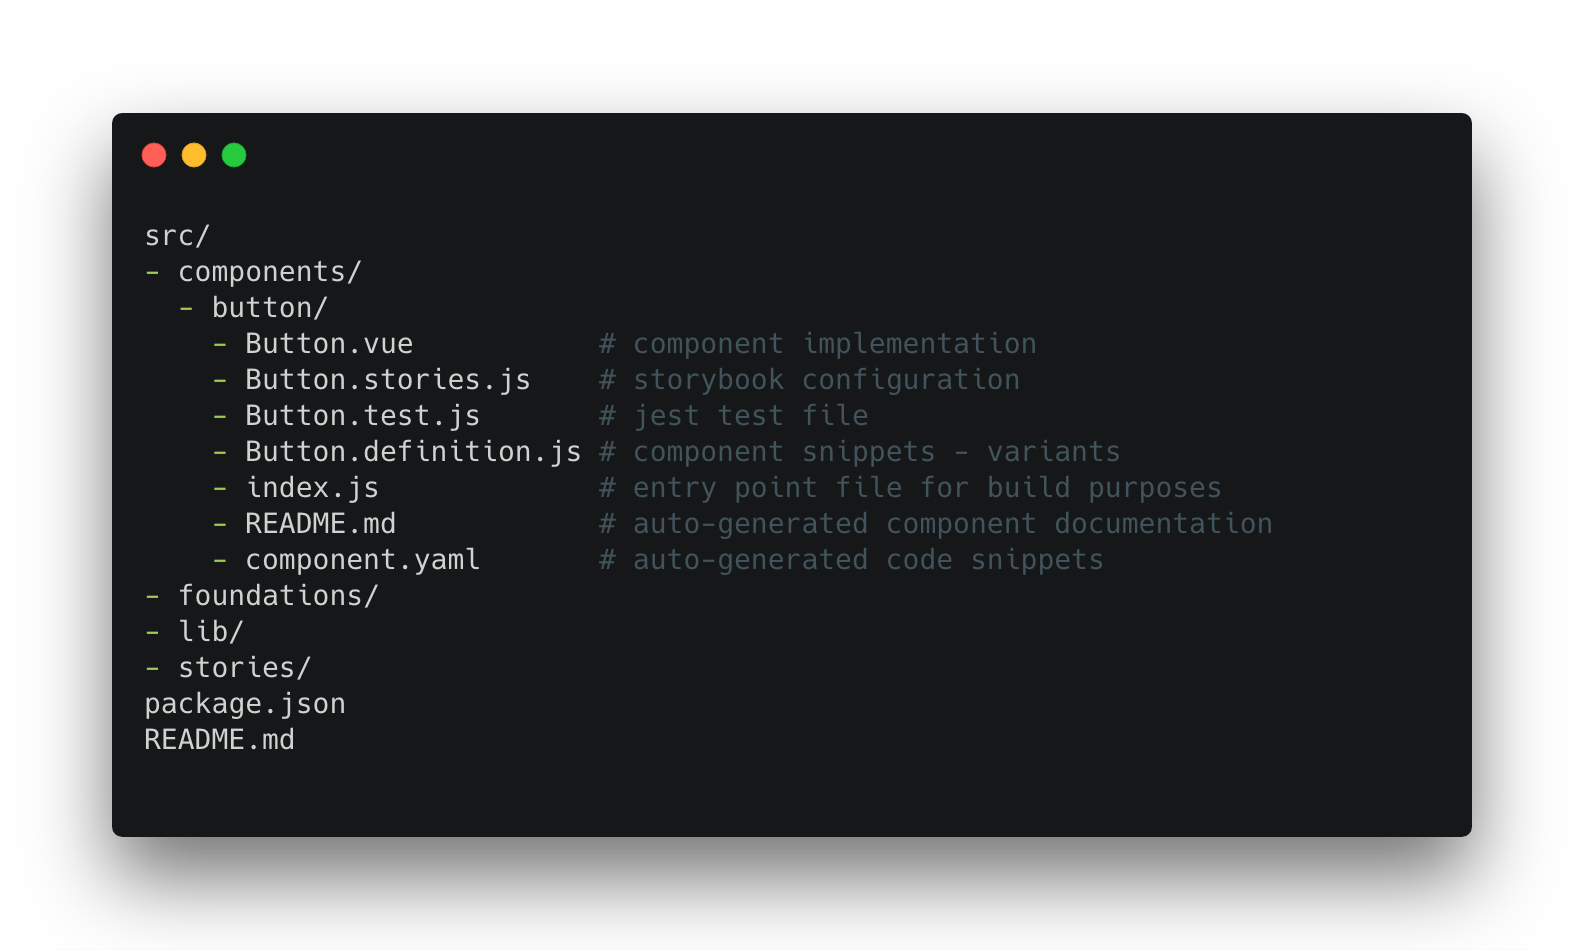 src/
- components/
  - button/
    - Button.vue           # component implementation
    - Button.stories.js    # storybook configuration
    - Button.test.js       # jest test file
    - Button.definition.js # component snippets - variants
    - index.js             # entry point file for build purposes
    - README.md            # auto-generated component documentation
    - component.yaml       # auto-generated code snippets
- foundations/
- lib/
- stories/
package.json
README.md